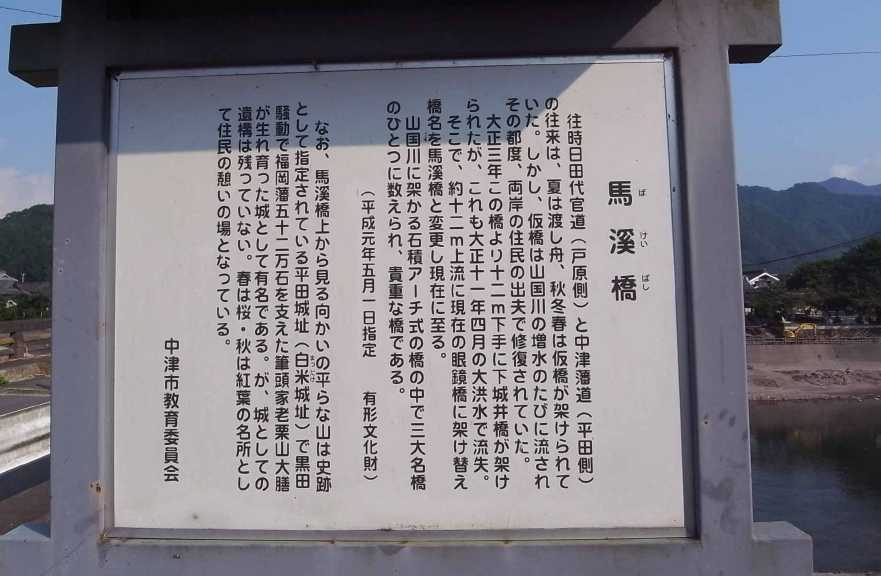 馬溪橋
ば けい ばし
往時日田代官道（戸原側）と中津藩道（平田側）
の往来は、夏は渡し舟、秋冬春は仮橋が架けられて
いた。しかし、仮橋は山国川の増水のたびに流され
その都度、両岸の住民の出夫で修復されていた。
大正三年この橋より十二ｍ下手に下城井橋が架け
られたが、これも大正十一年四月の大洪水で流失。
そこで、約十二ｍ上流に現在の眼鏡橋に架け替え
橋名を馬溪橋と変更し現在に至る。
山国川に架かる石積アーチ式の橋の中で三大名橋
のひとつに数えられ、貴重な橋である。
（平成元年五月一日指定　有形文化財）
なお、馬溪橋上から見る向かいの平らな山は史跡
として指定されている平田城址（白米城址）で黒田
騒動で福岡藩五十二万石を支えた筆頭家老栗山大膳
が生れ育った城として有名である。が、城としての
遺構は残っていない。春は桜・秋は紅葉の名所とし
て住民の憩いの場となっている。
中津市教育委員会